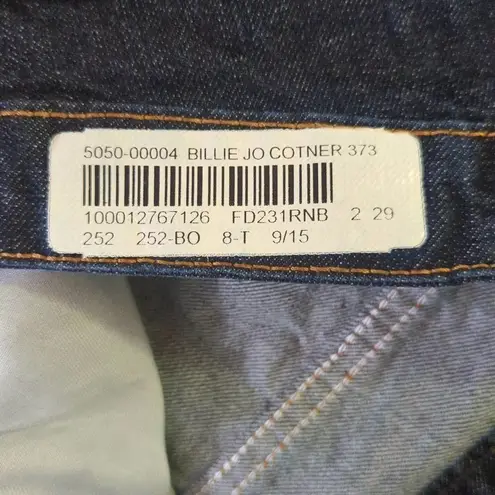 5050-00004 BILLIE JO COTNER 373
100012767126 FD231RNB 2 29
252 252-BO 8-T 9/15